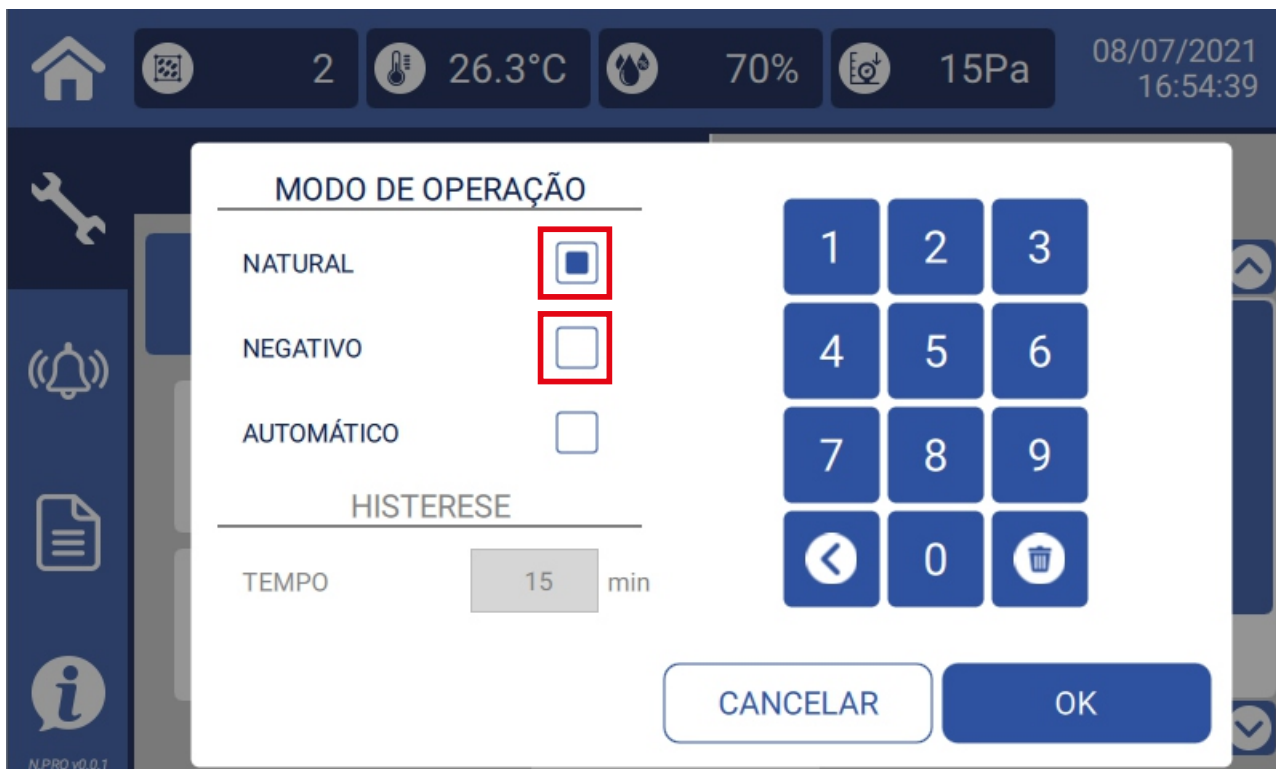 2
26.3°C
70%
15Pa
08/07/2021
16:54:39
MODO DE OPERAÇÃO
NATURAL
NEGATIVO
AUTOMÁTICO
HISTERESE
TEMPO 15 min
1 2 3
4 5 6
7 8 9
0
CANCELAR OK
N.PRO v0.0.1